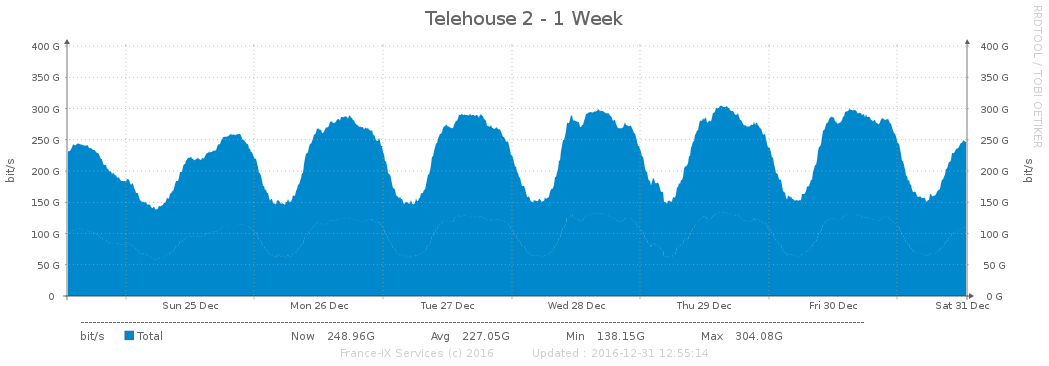 Telehouse 2 - 1 Week
RRDTOOL / TOBI OETIKER
bit/s
400 G 400 G
350 G 350 G
300 G 300 G
250 G 250 G
200 G 200 G
150 G 150 G
100 G 100 G
50 G 50 G
0 0 G
bit/s
Sun 25 Dec Mon 26 Dec Tue 27 Dec Wed 28 Dec Thu 29 Dec Fri 30 Dec Sat 31 Dec
bit/s Total Now 248.96G Avg 227.05G Min 138.15G Max 304.08G
France-IX Services (c) 2016 Updated : 2016-12-31 12:55:14